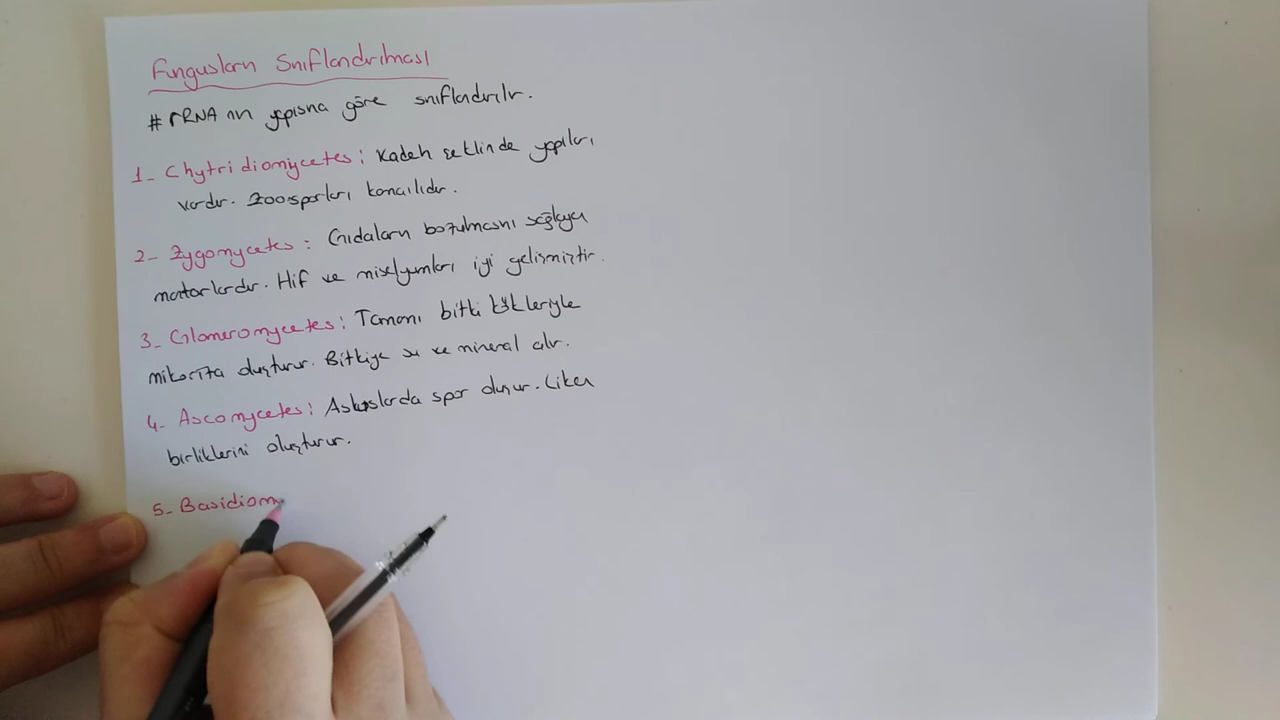 Fungusların Sınıflandırılması
# rRNA nın yapısına göre sınıflandırılır.
1- Chytridiomycetes: Kadeh şeklinde yapıları
vardır. Zoosporları kamçılıdır.
2- Zygomycetes: Gıdaların bozulmasını sağlayan
mantarlardır. Hif ve miselyumları iyi gelişmiştir.
3- Glomeromycetes: Tamamı bitki kökleriyle
mikoriza oluşturur. Bitkiye su ve mineral alır.
4- Ascomycetes: Askuslarda spor oluşur. Liken
birliklerini oluşturur.
5- Basidiom